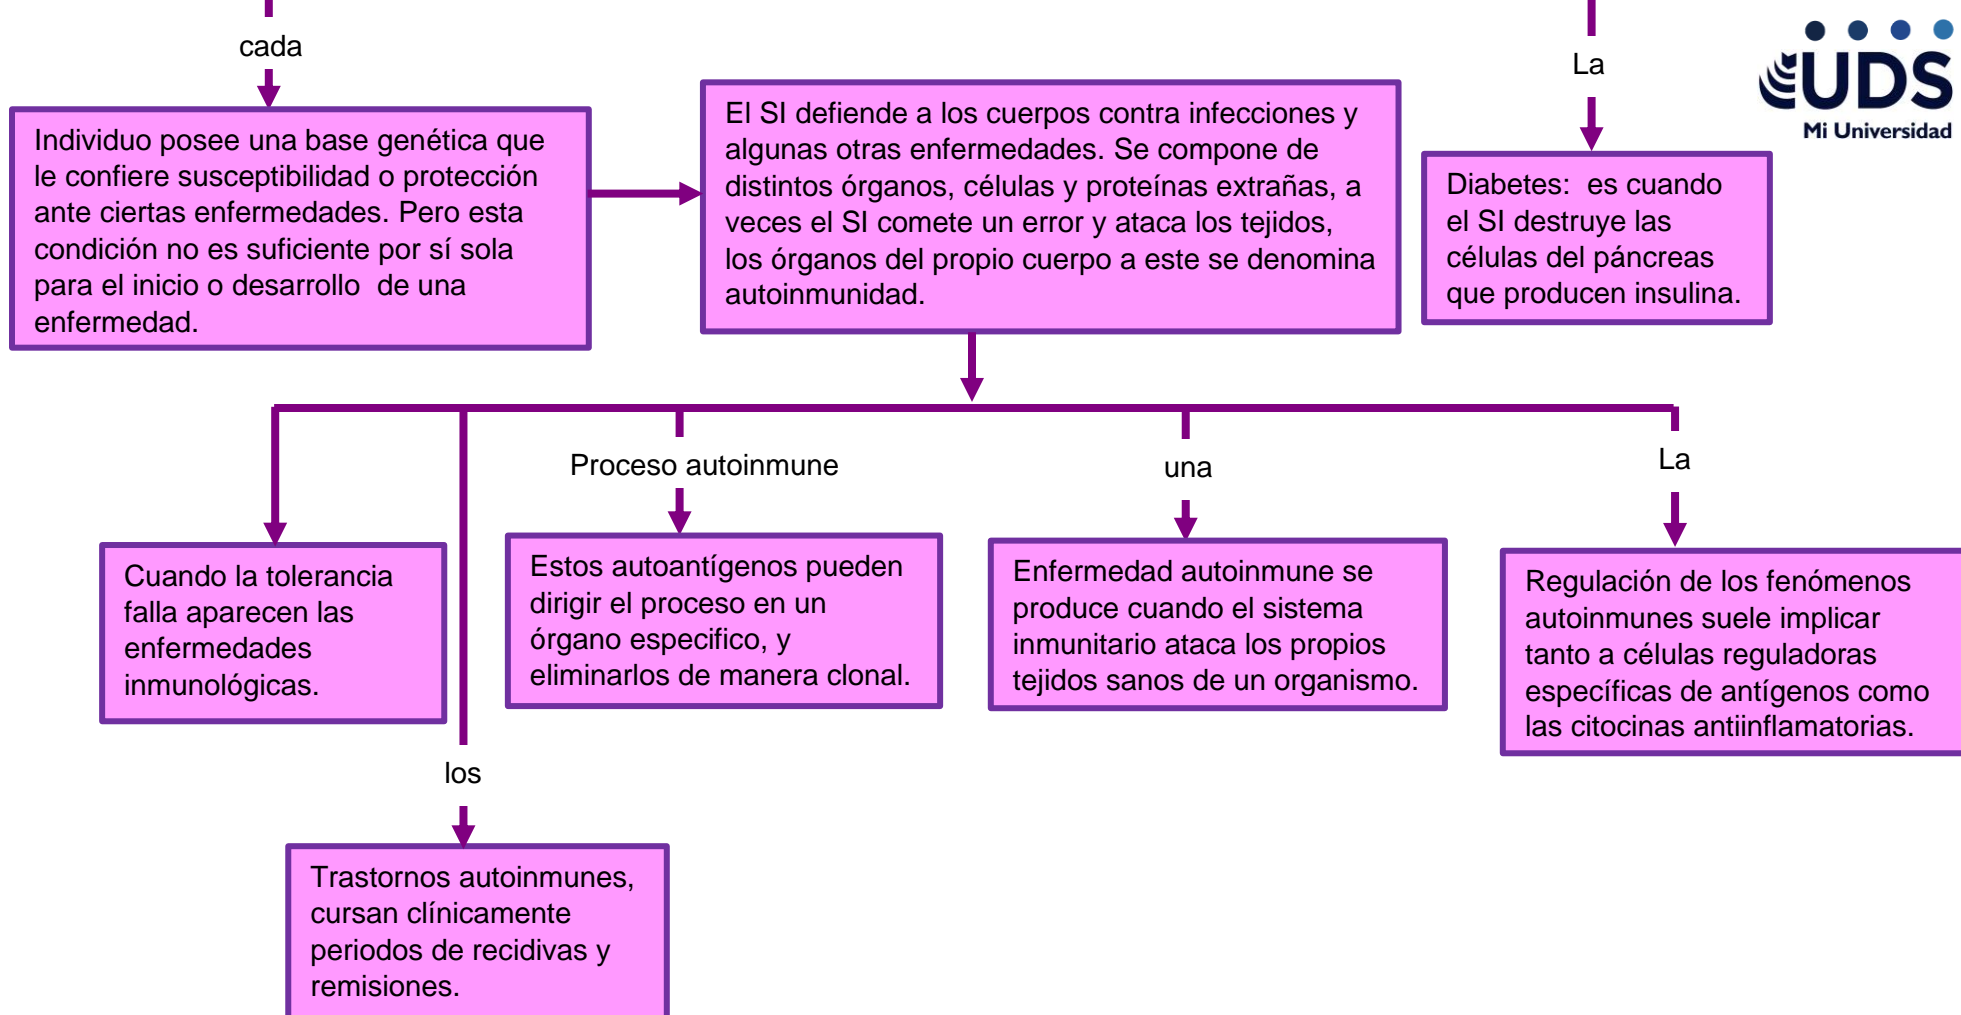 cada
Individuo posee una base genética que
le confiere susceptibilidad o protección
ante ciertas enfermedades. Pero esta
condición no es suficiente por sí sola
para el inicio o desarrollo  de una
enfermedad.
El SI defiende a los cuerpos contra infecciones y
algunas otras enfermedades. Se compone de
distintos órganos, células y proteínas extrañas, a
veces el SI comete un error y ataca los tejidos,
los órganos del propio cuerpo a este se denomina
autoinmunidad.
La
Diabetes:  es cuando
el SI destruye las
células del páncreas
que producen insulina.
UDS
Mi Universidad
Cuando la tolerancia
falla aparecen las
enfermedades
inmunológicas.
los
Trastornos autoinmunes,
cursan clínicamente
periodos de recidivas y
remisiones.
Proceso autoinmune
Estos autoantígenos pueden
dirigir el proceso en un
órgano especifico, y
eliminarlos de manera clonal.
una
Enfermedad autoinmune se
produce cuando el sistema
inmunitario ataca los propios
tejidos sanos de un organismo.
La
Regulación de los fenómenos
autoinmunes suele implicar
tanto a células reguladoras
específicas de antígenos como
las citocinas antiinflamatorias.